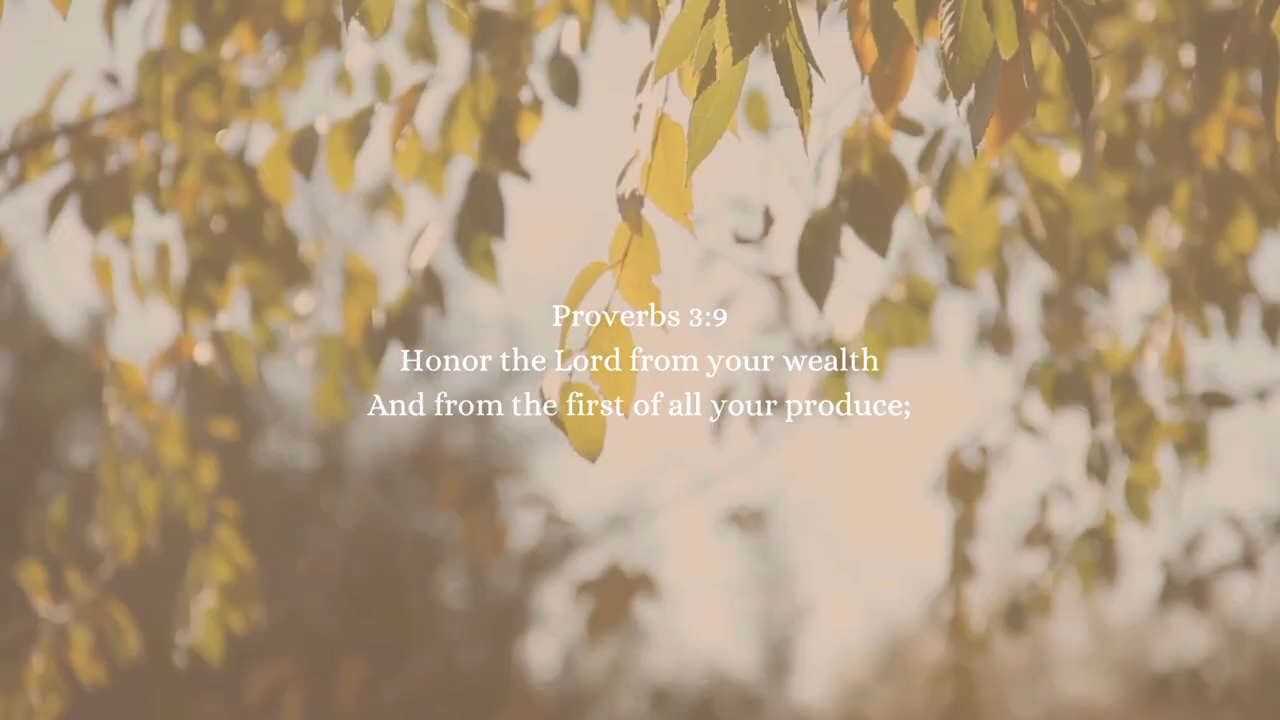 Proverbs 3:9
Honor the Lord from your wealth
And from the first of all your produce;